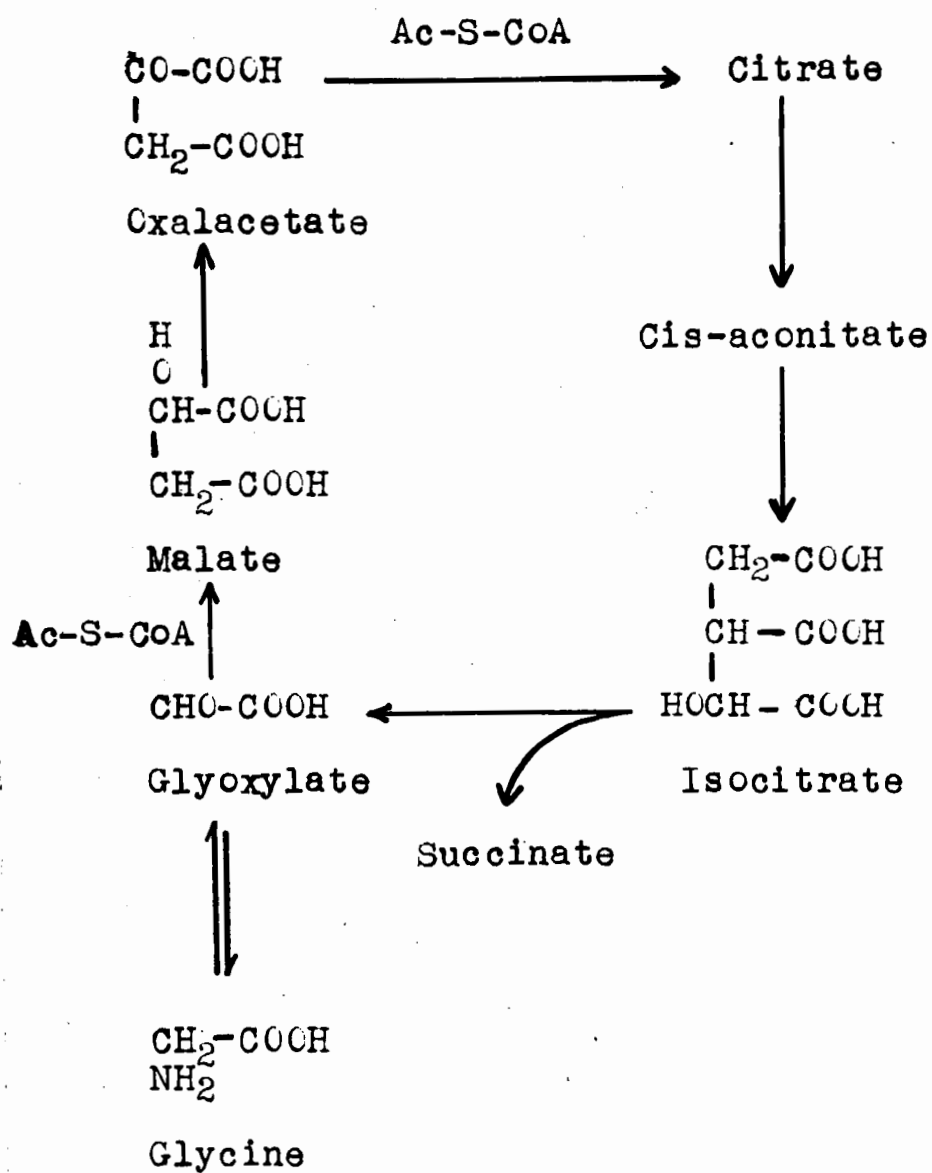 Ac-S-CoA
CO-COOH
CH2-COOH
Oxalacetate
Citrate
H
O
CH-COOH
CH2-COOH
Malate
Cis-aconitate
Ac-S-CoA
CHO-COOH
Glyoxylate
CH2-COOH
CH-COOH
HOCH-COOH
Isocitrate
Succinate
CH2-COOH
NH2
Glycine